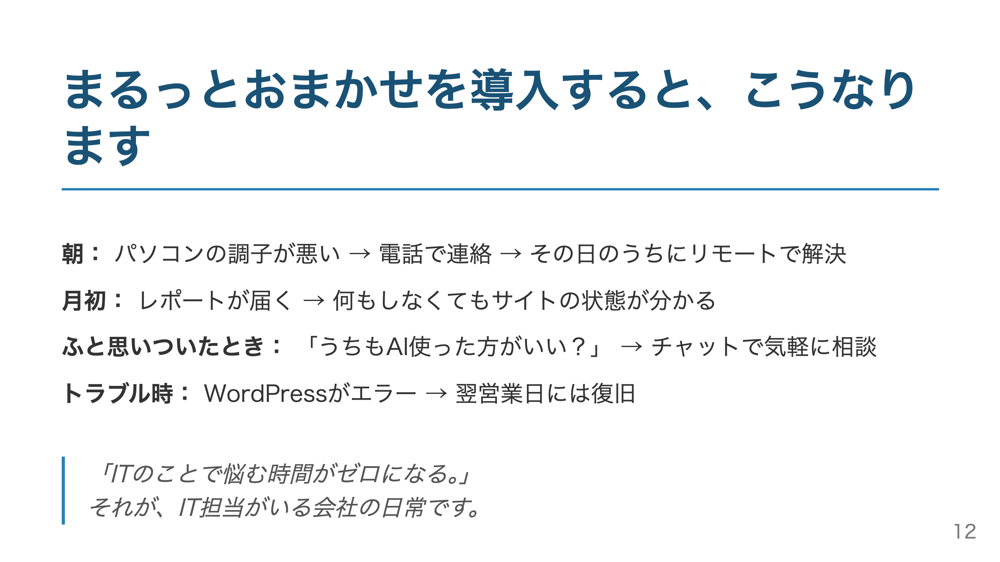 まるっとおまかせを導入すると、こうなり
ます
朝： パソコンの調子が悪い → 電話で連絡 → その日のうちにリモートで解決
月初： レポートが届く → 何もしなくてもサイトの状態が分かる
ふと思いついたとき： 「うちもAI使った方がいい？」 → チャットで気軽に相談
トラブル時： WordPressがエラー → 翌営業日には復旧
「ITのことで悩む時間がゼロになる。」
それが、IT担当がいる会社の日常です。
12